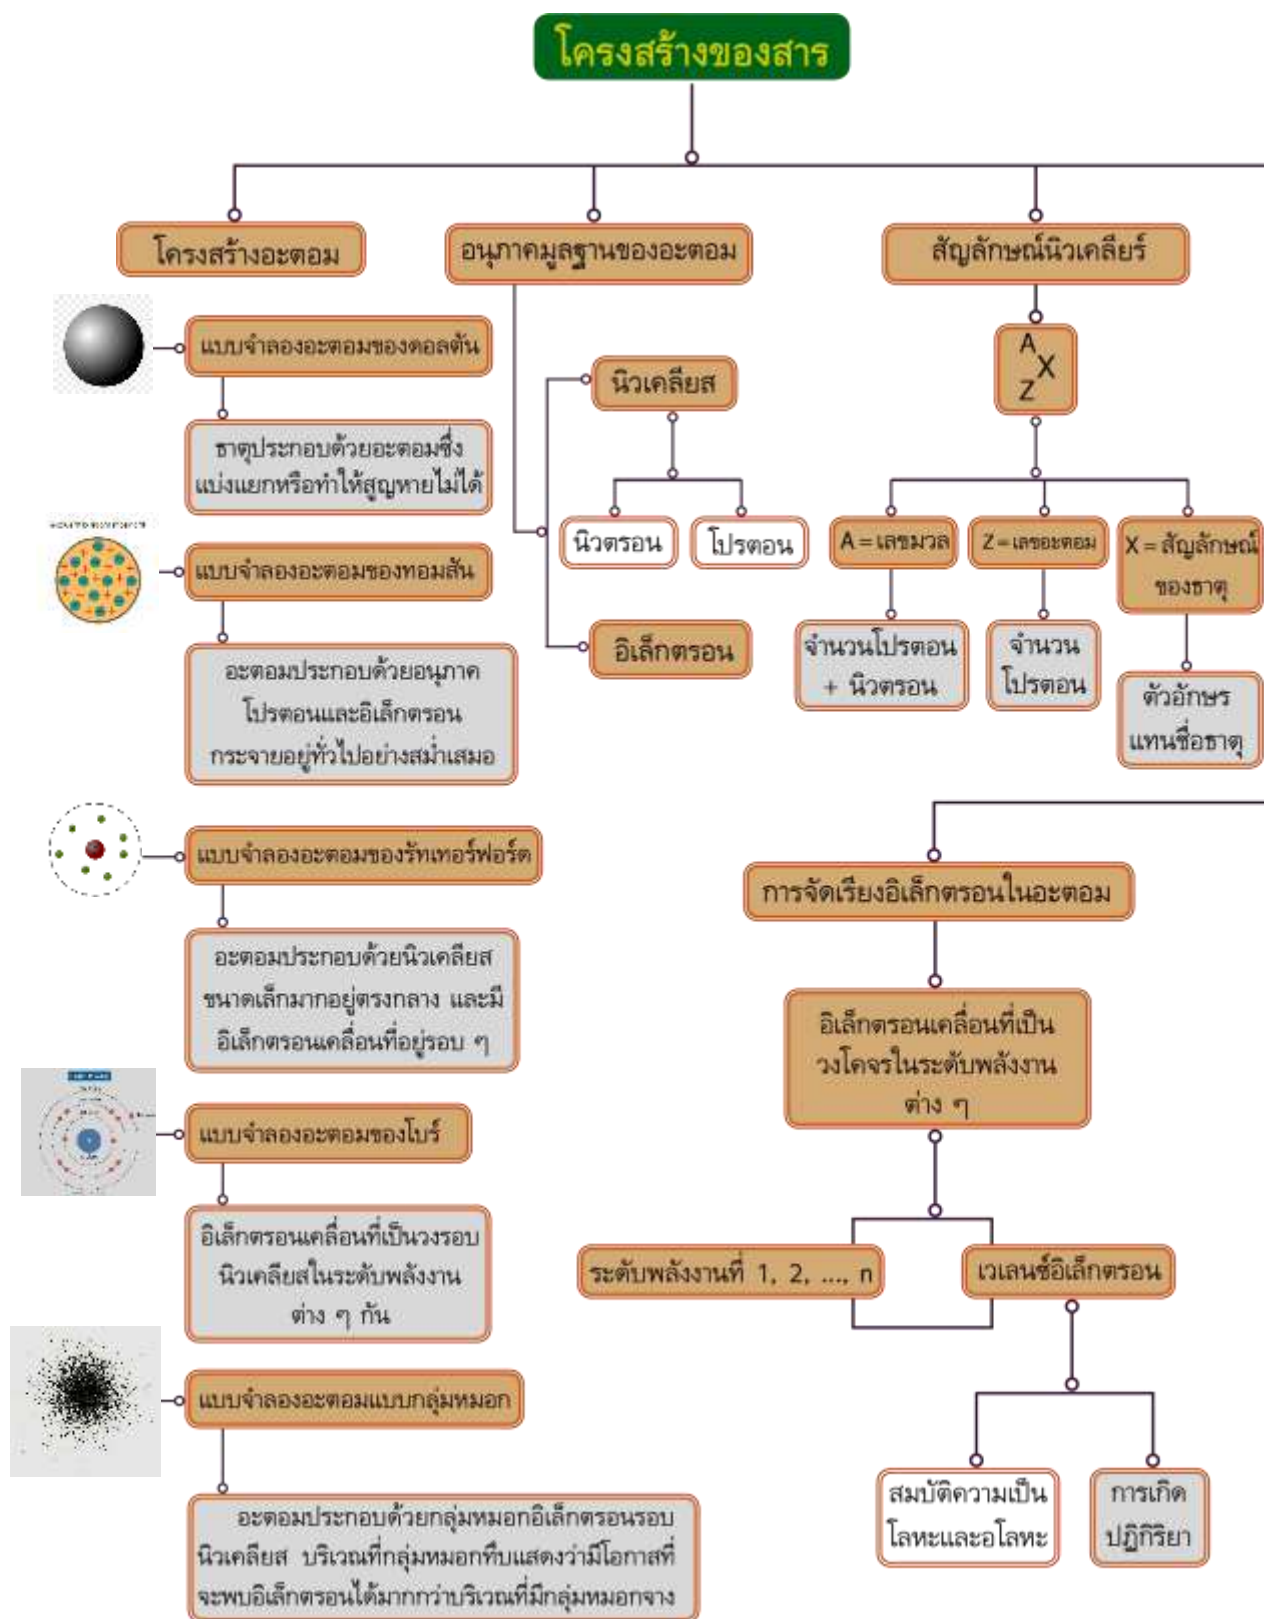 โครงสร้างของสาร
โครงสร้างอะตอม
อนุภาคมูลฐานของอะตอม
สัญลักษณ์นิวเคลียร์
แบบจำลองอะตอมของดอลตัน
ธาตุประกอบด้วยอะตอมซึ่ง
แบ่งแยกหรือทำให้สูญหายไม่ได้
แบบจำลองอะตอมของทอมสัน
อะตอมประกอบด้วยอนุภาค
โปรตอนและอิเล็กตรอน
กระจายอยู่ทั่วไปอย่างสม่ำเสมอ
แบบจำลองอะตอมของรัทเทอร์ฟอร์ด
อะตอมประกอบด้วยนิวเคลียส
ขนาดเล็กมากอยู่ตรงกลาง และมี
อิเล็กตรอนเคลื่อนที่อยู่รอบ ๆ
แบบจำลองอะตอมของโบร์
อิเล็กตรอนเคลื่อนที่เป็นวงรอบ
นิวเคลียสในระดับพลังงาน
ต่าง ๆ กัน
แบบจำลองอะตอมแบบกลุ่มหมอก
อะตอมประกอบด้วยกลุ่มหมอกอิเล็กตรอนรอบ
นิวเคลียส บริเวณที่กลุ่มหมอกทึบแสดงว่ามีโอกาสที่
จะพบอิเล็กตรอนได้มากกว่าบริเวณที่มีกลุ่มหมอกจาง
นิวเคลียส
นิวตรอน
โปรตอน
อิเล็กตรอน
A
X
Z
A = เลขมวล
Z = เลขอะตอม
X = สัญลักษณ์
ของธาตุ
จำนวนโปรตอน
+ นิวตรอน
จำนวน
โปรตอน
ตัวอักษร
แทนชื่อธาตุ
การจัดเรียงอิเล็กตรอนในอะตอม
อิเล็กตรอนเคลื่อนที่เป็น
วงโคจรในระดับพลังงาน
ต่าง ๆ
ระดับพลังงานที่ 1, 2, ..., n
เวเลนซ์อิเล็กตรอน
สมบัติความเป็น
โลหะและอโลหะ
การเกิด
ปฏิกิริยา